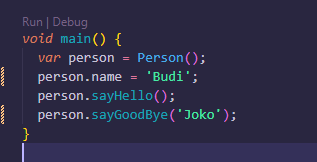 Run | Debug
void main() {
  var person = Person();
  person.name = 'Budi';
  person.sayHello();
  person.sayGoodBye('Joko');
}